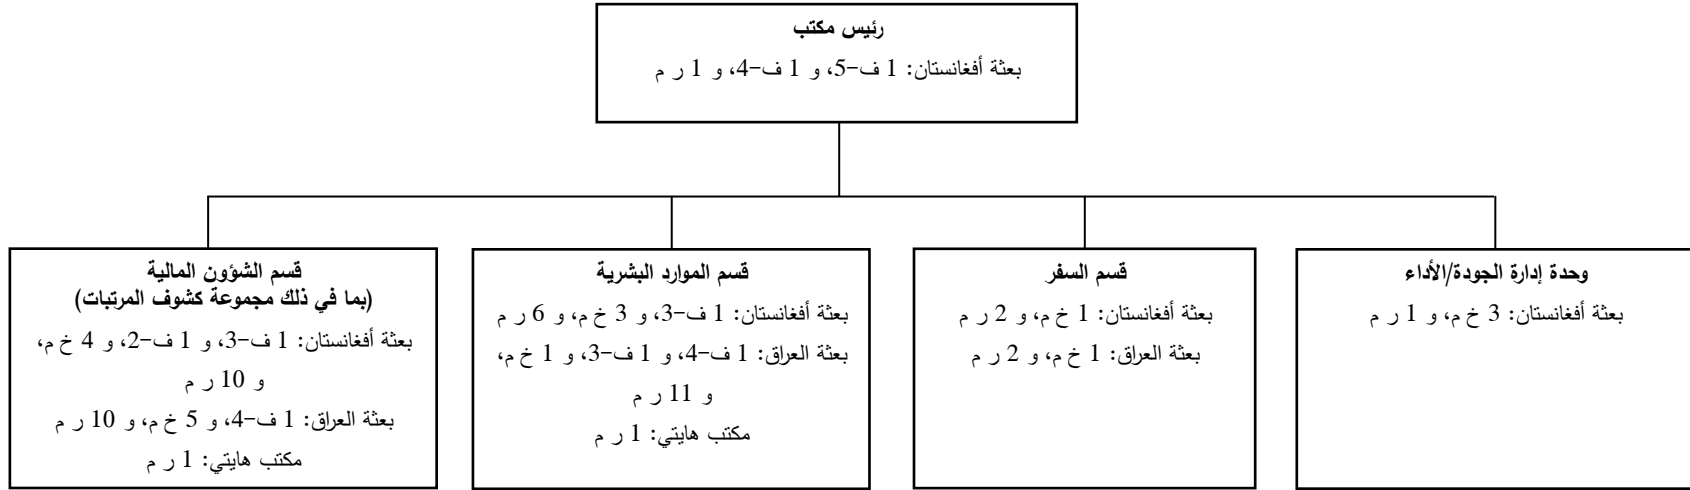 رئيس مكتب
بعثة أفغانستان: 1 ف-5، و 1 ف-4، و 1 ر م
وحدة إدارة الجودة/الأداء
بعثة أفغانستان: 3 خ م، و 1 ر م
قسم السفر
بعثة أفغانستان: 1 خ م، و 2 ر م
بعثة العراق: 1 خ م، و 2 ر م
قسم الموارد البشرية
بعثة أفغانستان: 1 ف-3، و 3 خ م، و 6 ر م
بعثة العراق: 1 ف-4، و 1 ف-3، و 1 خ م،
و 11 ر م
مكتب هايتي: 1 ر م
قسم الشؤون المالية
(بما في ذلك مجموعة كشوف المرتبات)
بعثة أفغانستان: 1 ف-3، و 1 ف-2، و 4 خ م،
و 10 ر م
بعثة العراق: 1 ف-4، و 5 خ م، و 10 ر م
مكتب هايتي: 1 ر م